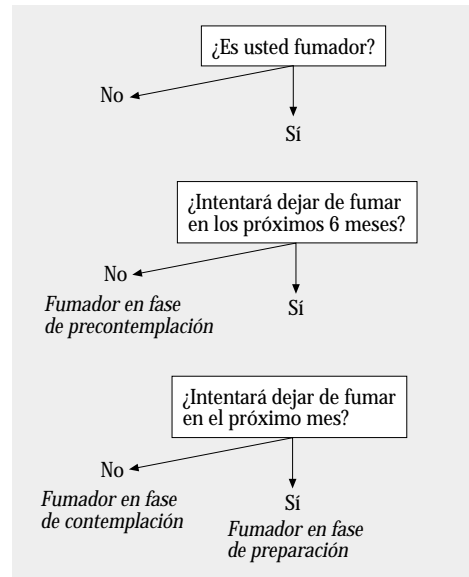 ¿Es usted fumador?
No
Sí
¿Intentará dejar de fumar
en los próximos 6 meses?
No
Fumador en fase
de precontemplación
Sí
¿Intentará dejar de fumar
en el próximo mes?
No
Fumador en fase
de contemplación
Sí
Fumador en fase
de preparación